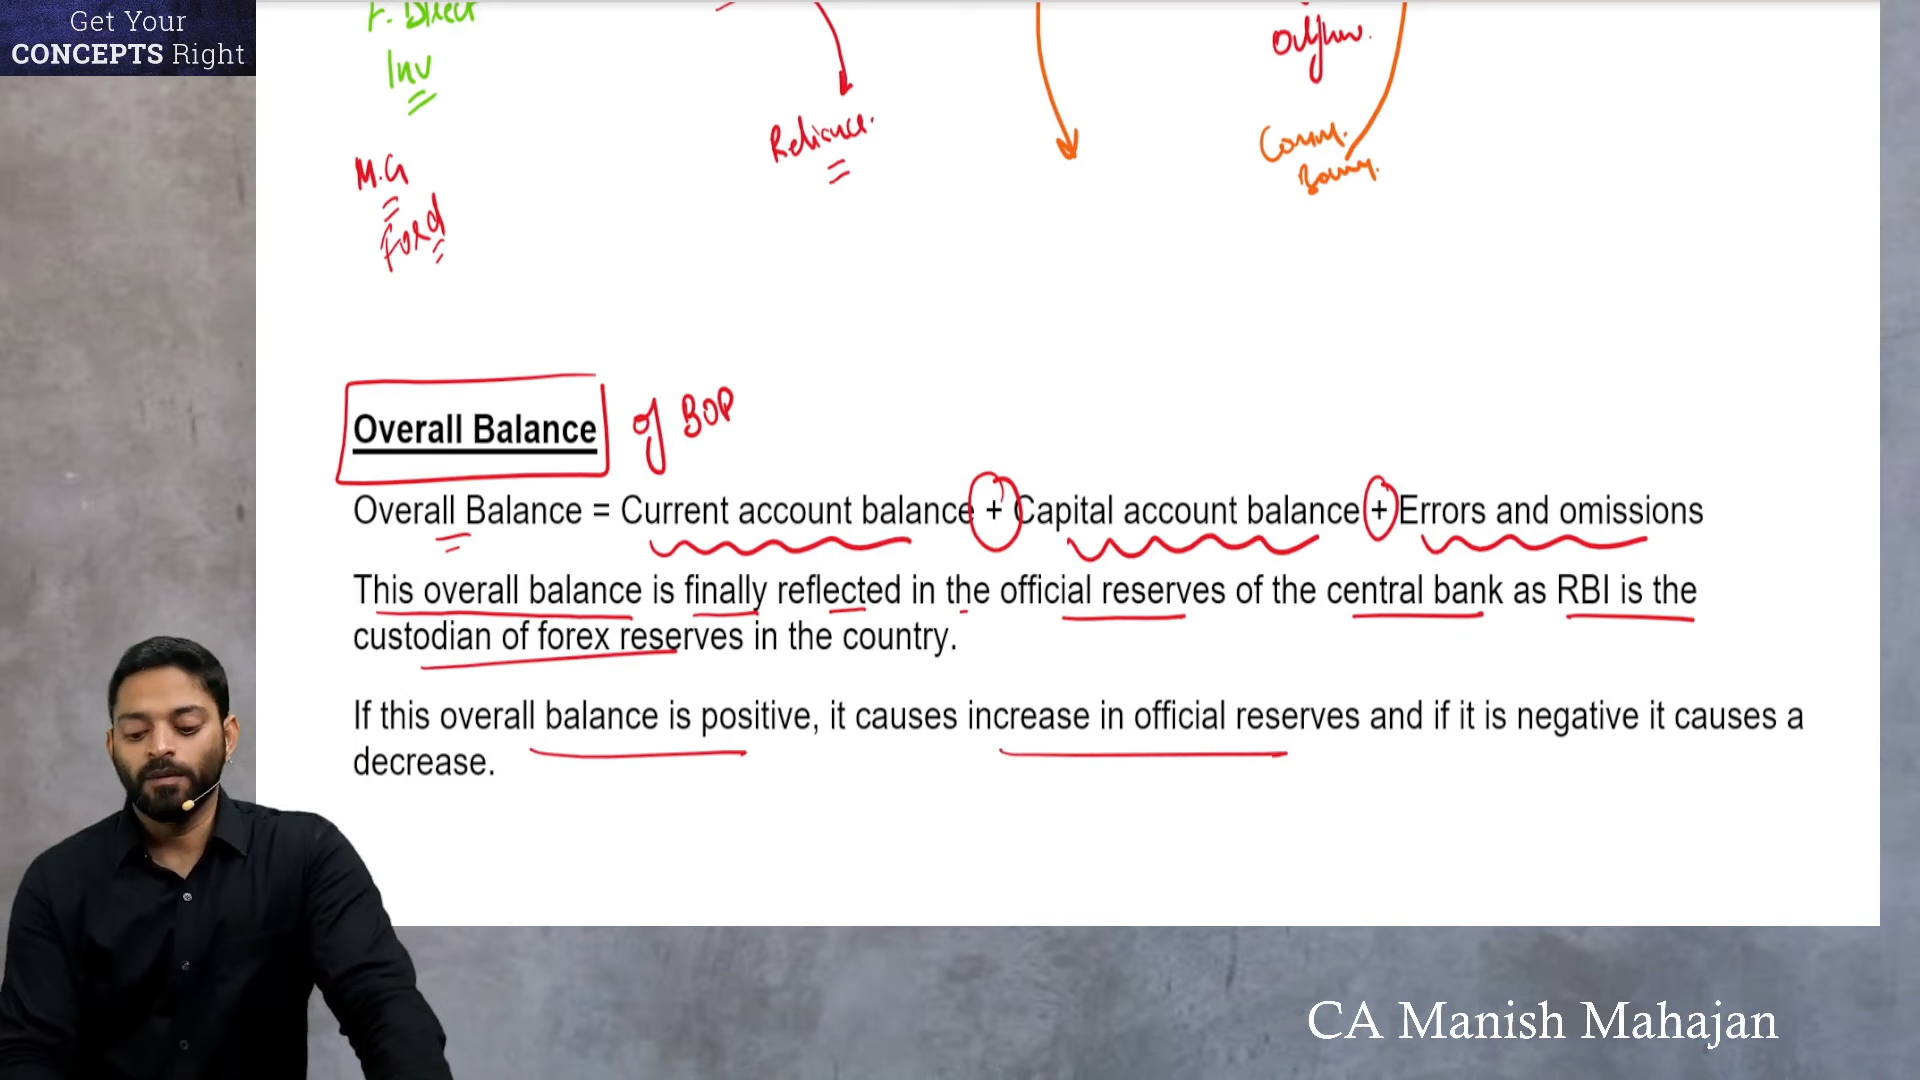 Get Your
CONCEPTS Right
F. Direct
Inv
M.G
Ford
Reliance.
Comm.
Overall Balance of BOP
Overall Balance = Current account balance + Capital account balance + Errors and omissions
This overall balance is finally reflected in the official reserves of the central bank as RBI is the
custodian of forex reserves in the country.
If this overall balance is positive, it causes increase in official reserves and if it is negative it causes a
decrease.
CA Manish Mahajan